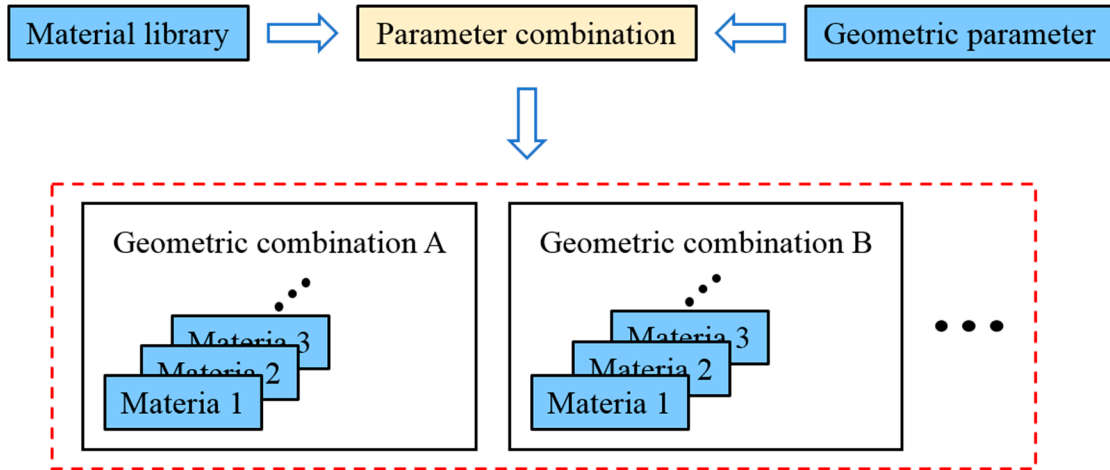 Material library
Parameter combination
Geometric parameter
Geometric combination A
Materia 3
Materia 2
Materia 1
Geometric combination B
Materia 3
Materia 2
Materia 1